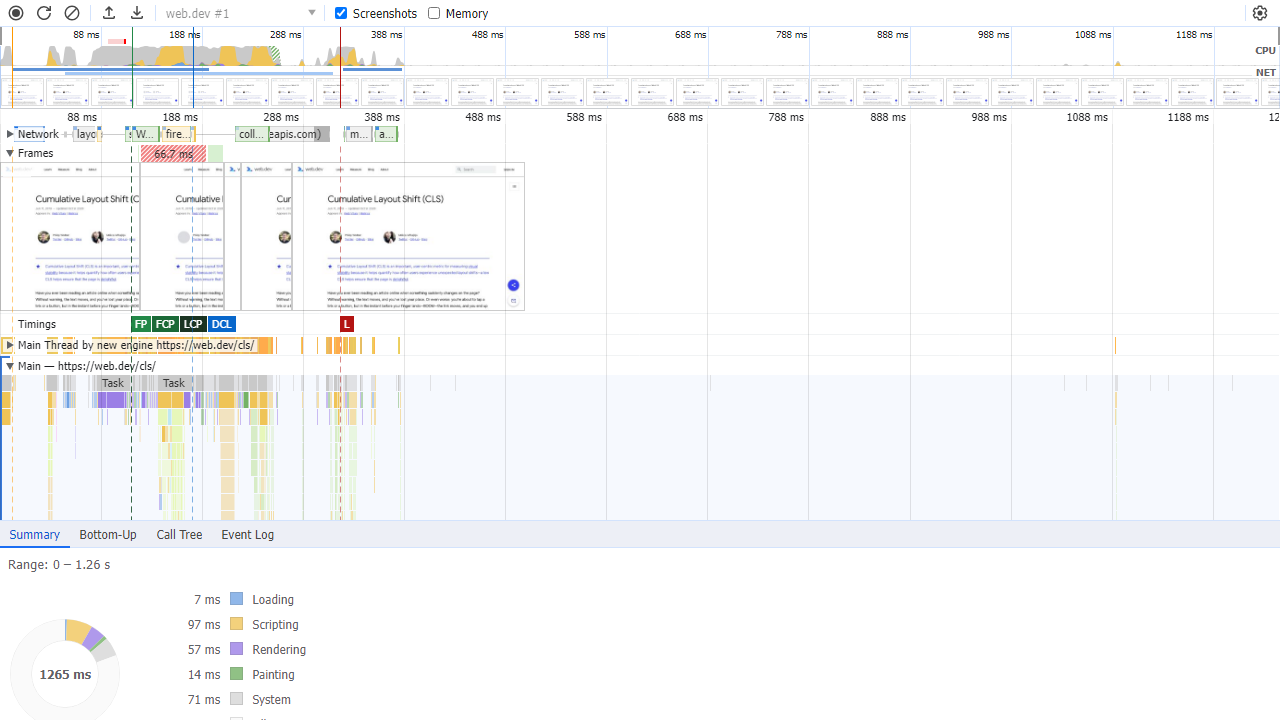 web.dev #1 Screenshots Memory
88 ms 188 ms 288 ms 388 ms 488 ms 588 ms 688 ms 788 ms 888 ms 988 ms 1088 ms 1188 ms
CPU
NET
88 ms 188 ms 288 ms 388 ms 488 ms 588 ms 688 ms 788 ms 888 ms 988 ms 1088 ms 1188 ms 12
Network layo W... fire... coll... eapis.com) m... a...
Frames 66.7 ms
Cumulative Layout Shift (C Cumulative Cur Cumulative Layout Shift (CLS)
Timings FP FCP LCP DCL L
Main Thread by new engine https://web.dev/cls/
Main — https://web.dev/cls/
Task Task
Summary Bottom-Up Call Tree Event Log
Range: 0 – 1.26 s
7 ms Loading
97 ms Scripting
57 ms Rendering
1265 ms
14 ms Painting
71 ms System